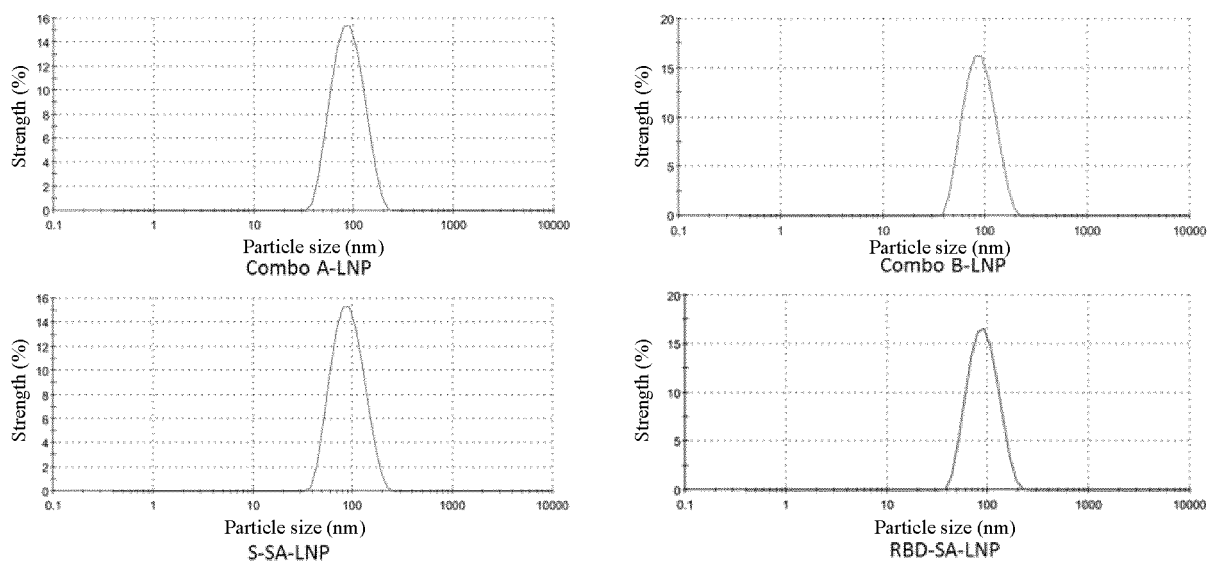 16
14
12
10
8
6
4
2
0
Strength (%)
0.1 1 10 100 1000 10000
Particle size (nm)
Combo A-LNP
20
15
10
5
0
Strength (%)
0.1 1 10 100 1000 10000
Particle size (nm)
Combo B-LNP
16
14
12
10
8
6
4
2
0
Strength (%)
0.1 1 10 100 1000 10000
Particle size (nm)
S-SA-LNP
20
15
10
5
0
Strength (%)
0.1 1 10 100 1000 10000
Particle size (nm)
RBD-SA-LNP